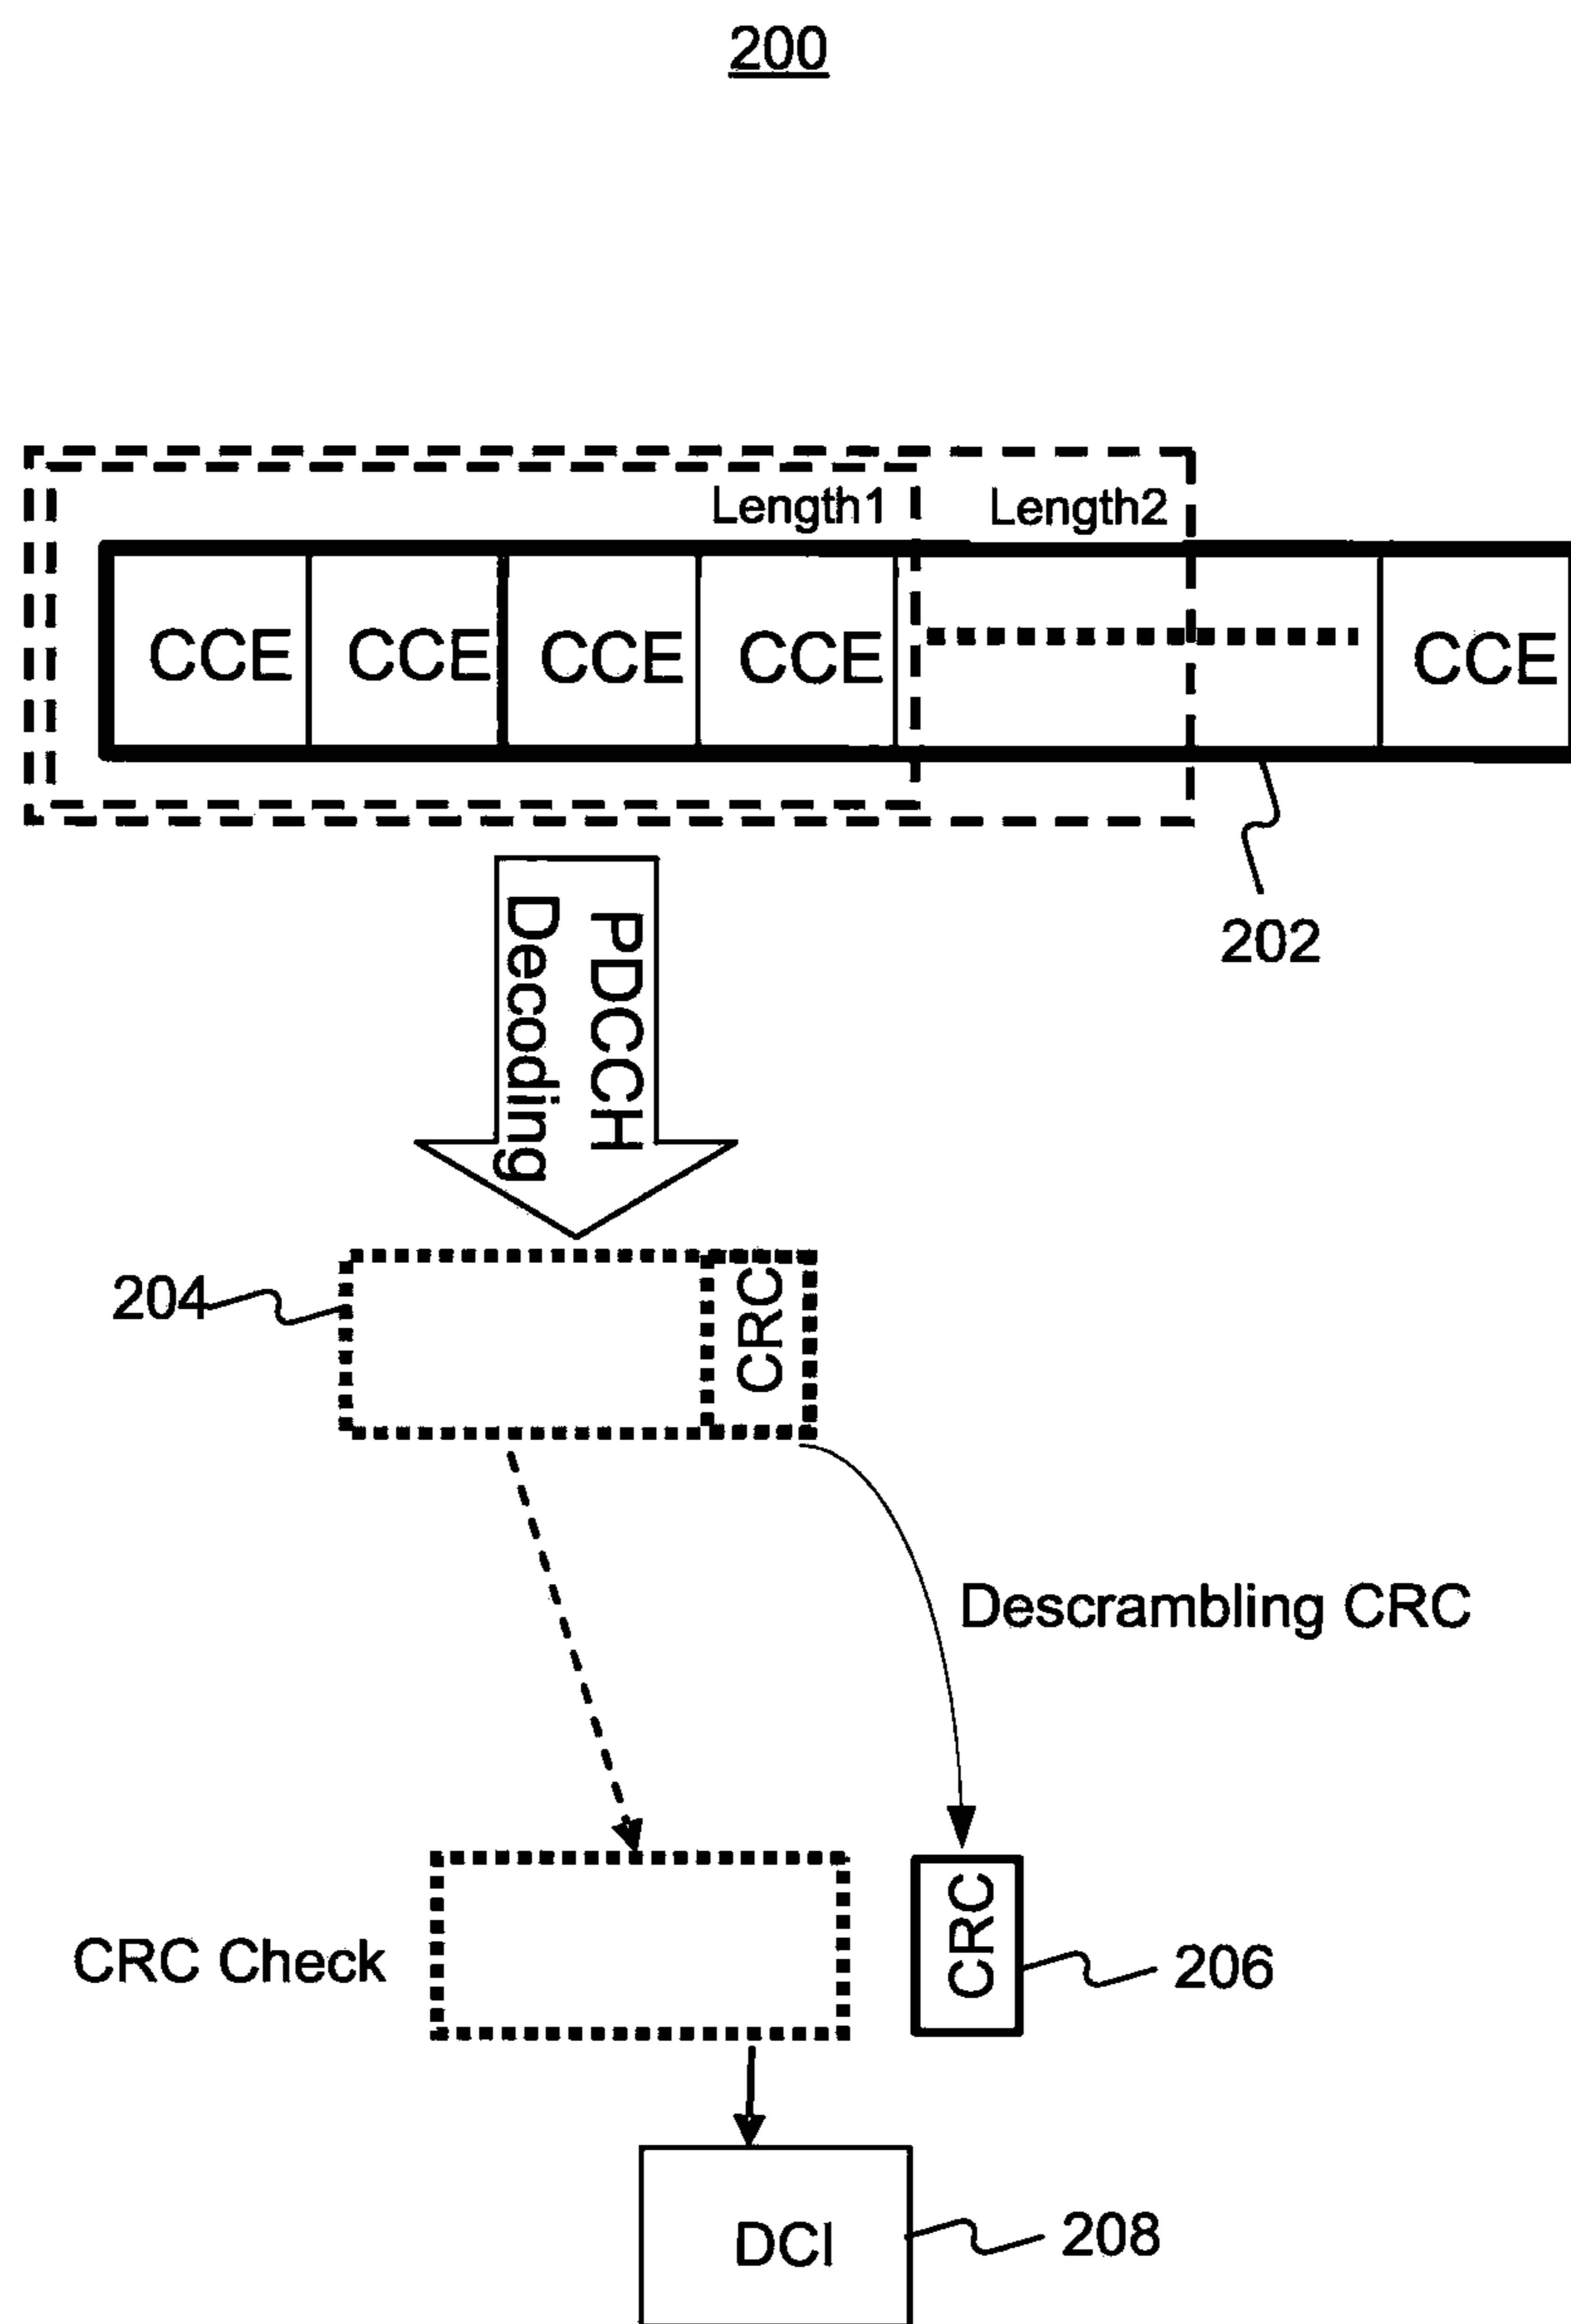 200
Length1
Length2
CCE CCE CCE CCE CCE
202
PDCCH
Decoding
204
CRC
Descrambling CRC
CRC Check
CRC
206
DCI
208